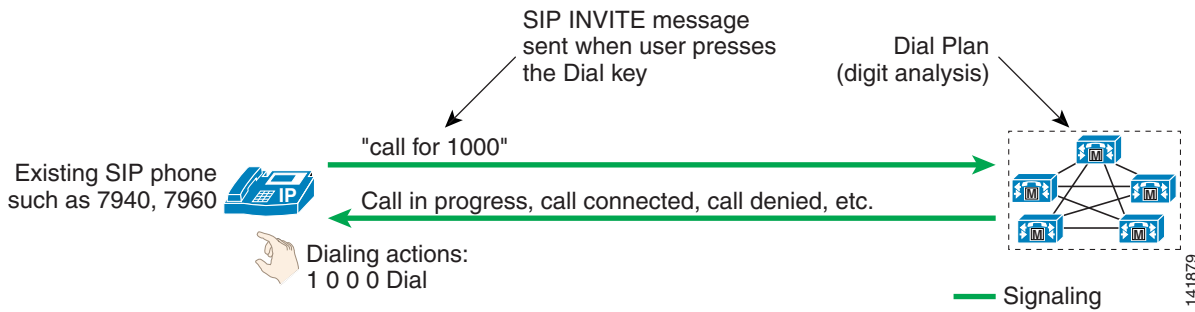 SIP INVITE message
sent when user presses
the Dial key
Dial Plan
(digit analysis)
"call for 1000"
Existing SIP phone
such as 7940, 7960
IP
Call in progress, call connected, call denied, etc.
M
M
M
M
M
Dialing actions:
1 0 0 0 Dial
Signaling
141879